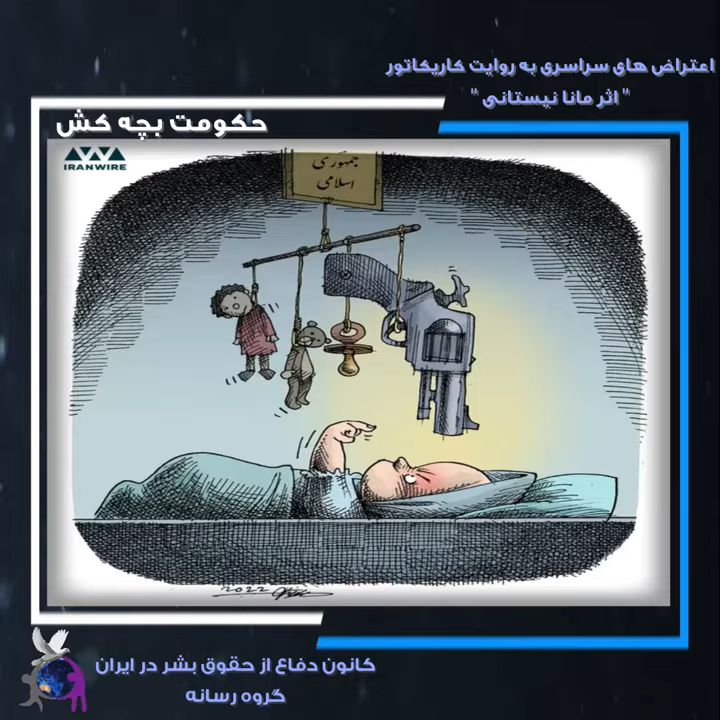 اعتراض های سراسری به روایت کاریکاتور
" اثر مانا نیستانی "
حکومت بچه کش
IRANWIRE
جمهوری
اسلامی
2022
کانون دفاع از حقوق بشر در ایران
گروه رسانه